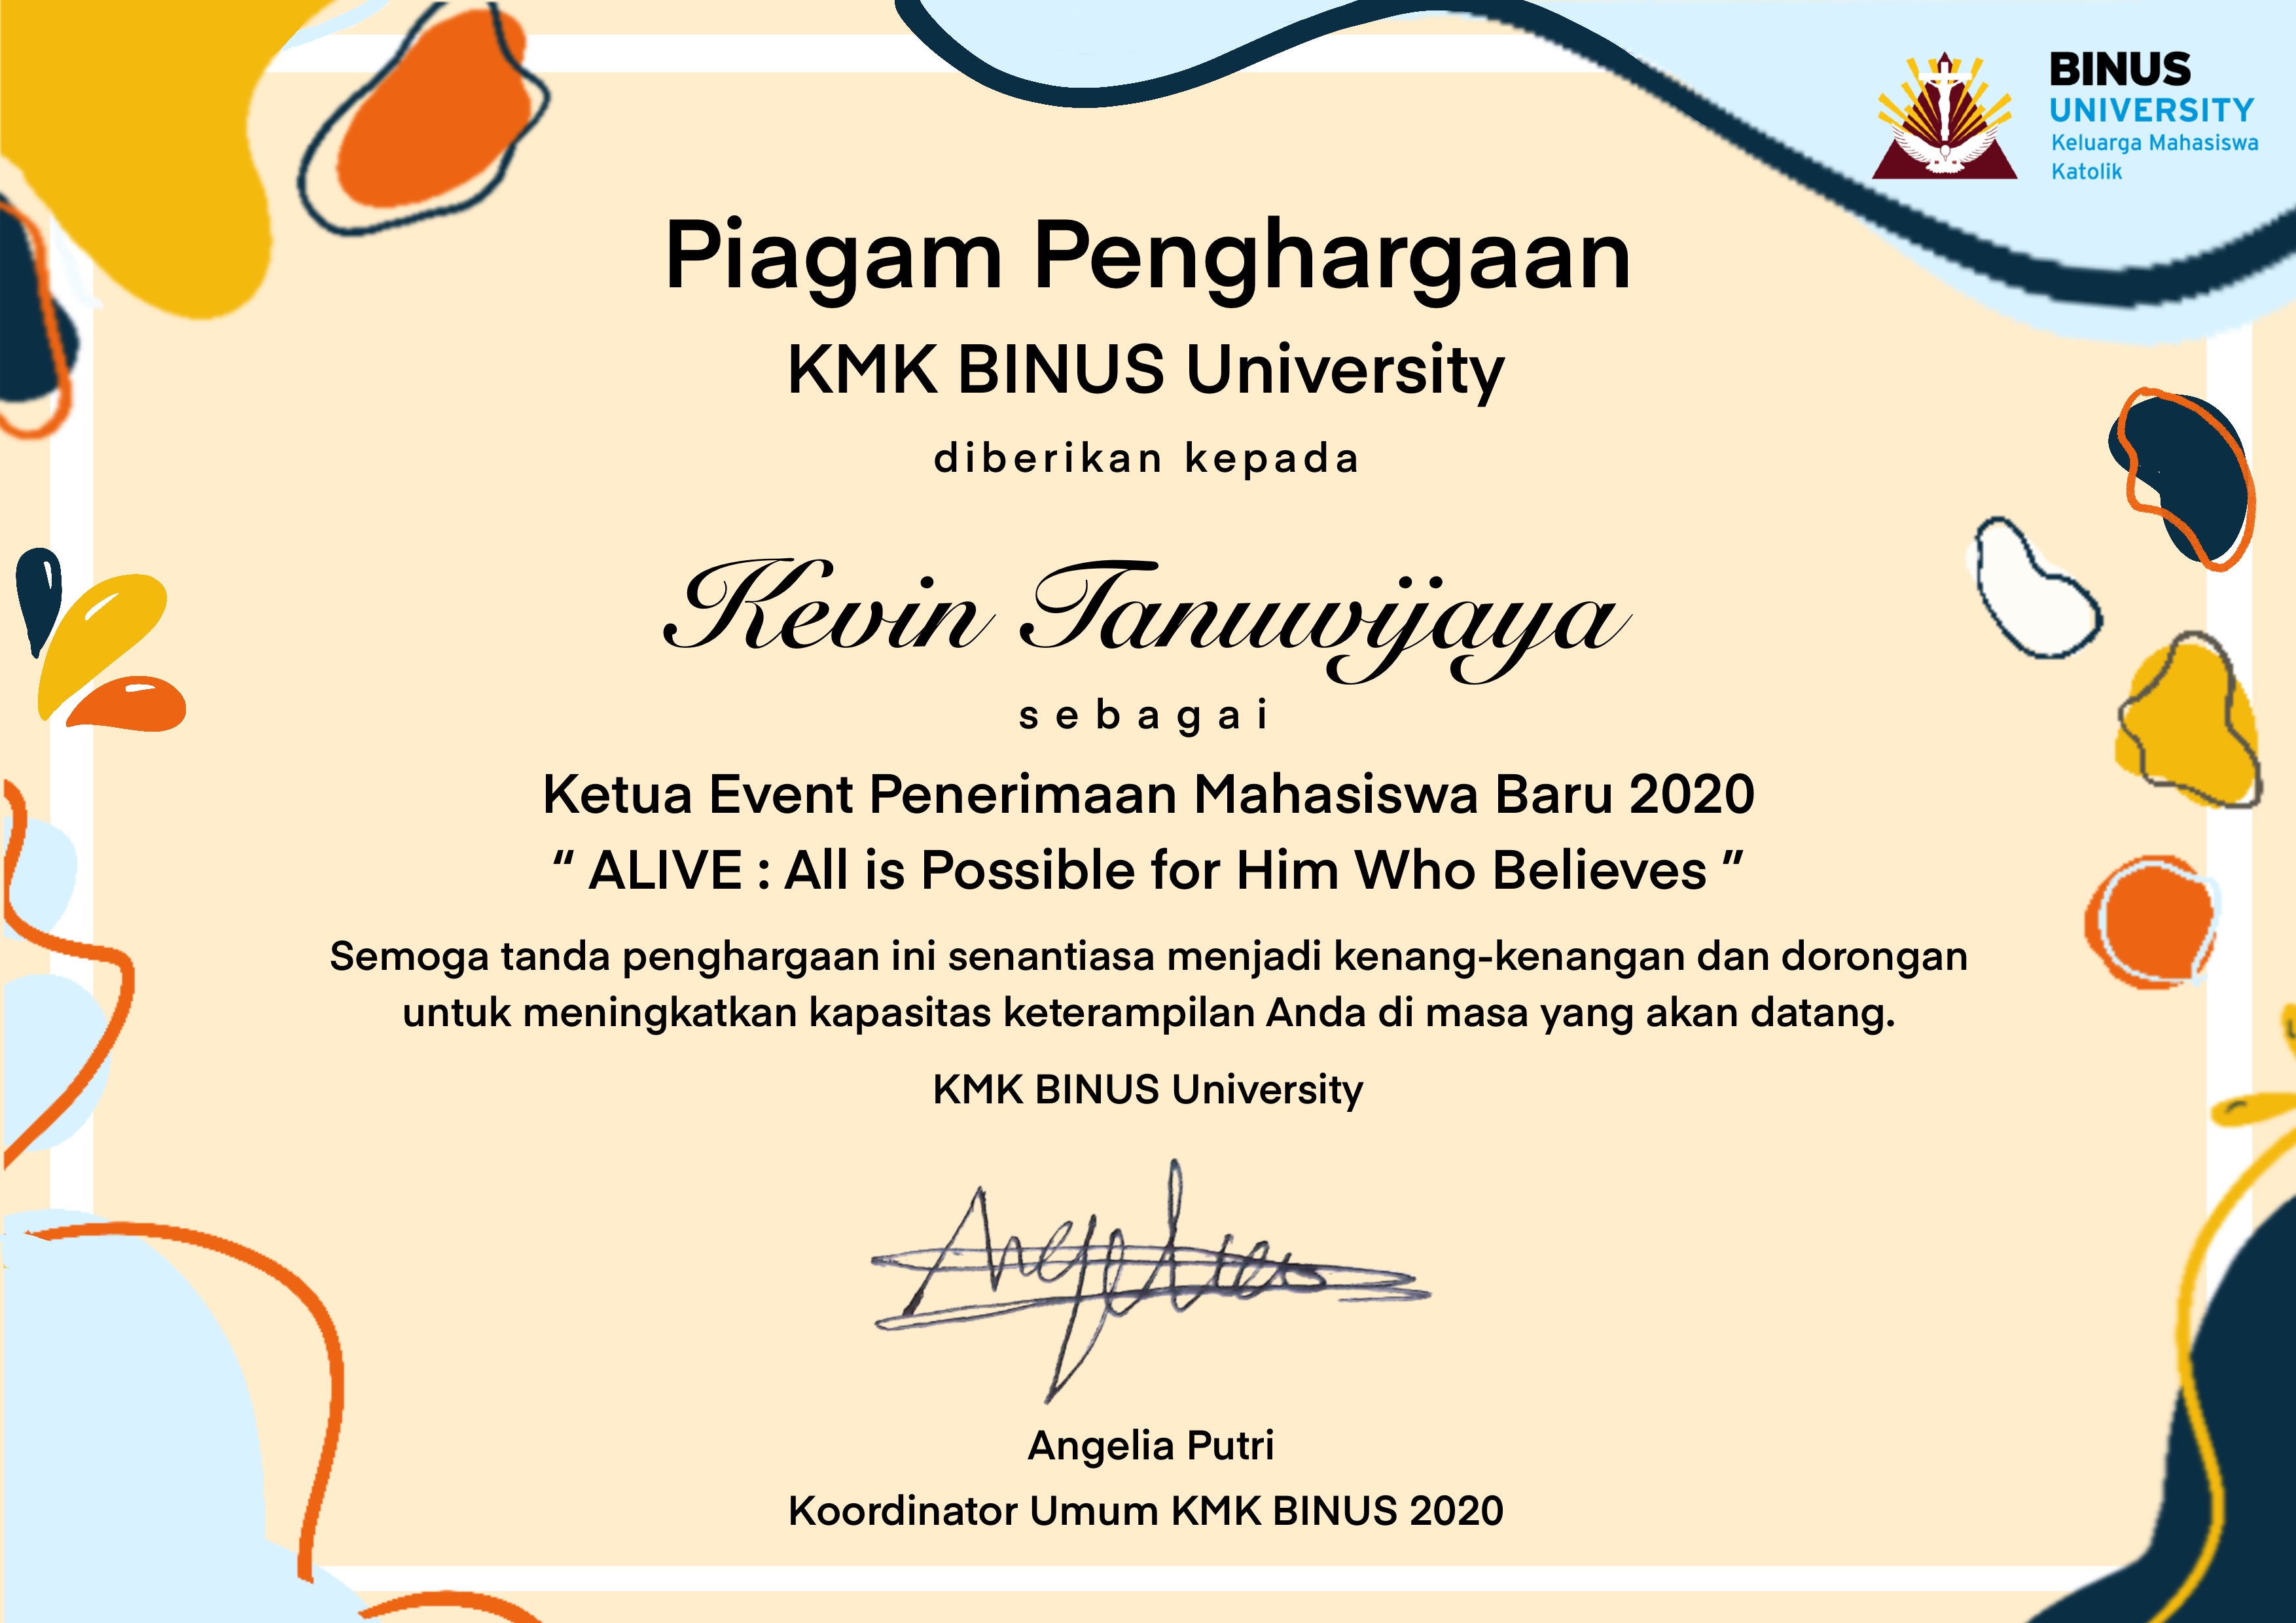 BINUS
UNIVERSITY
Keluarga Mahasiswa
Katolik
Piagam Penghargaan
KMK BINUS University
diberikan kepada
Kevin Tanuwijaya
sebagai
Ketua Event Penerimaan Mahasiswa Baru 2020
“ ALIVE : All is Possible for Him Who Believes ”
Semoga tanda penghargaan ini senantiasa menjadi kenang-kenangan dan dorongan
untuk meningkatkan kapasitas keterampilan Anda di masa yang akan datang.
KMK BINUS University
Angelia Putri
Koordinator Umum KMK BINUS 2020